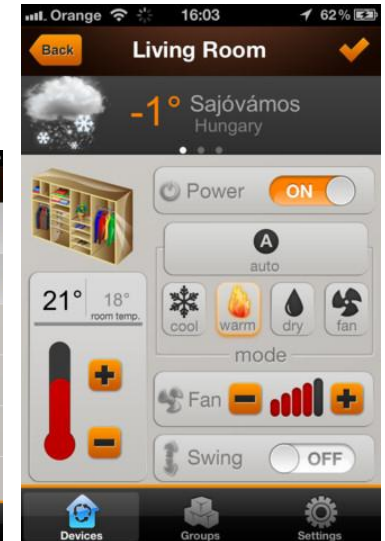 Orange 16:03 62%
Back Living Room
-1° Sajóvámos
Hungary
Power ON
A
auto
21° 18°
room temp.
cool warm dry fan
mode
Fan
Swing OFF
Devices Groups Settings